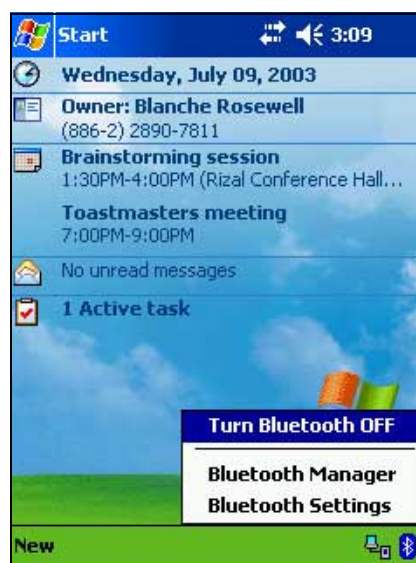 Start 3:09
Wednesday, July 09, 2003
Owner: Blanche Rosewell
(886-2) 2890-7811
Brainstorming session
1:30PM-4:00PM (Rizal Conference Hall...
Toastmasters meeting
7:00PM-9:00PM
No unread messages
1 Active task
Turn Bluetooth OFF
Bluetooth Manager
Bluetooth Settings
New